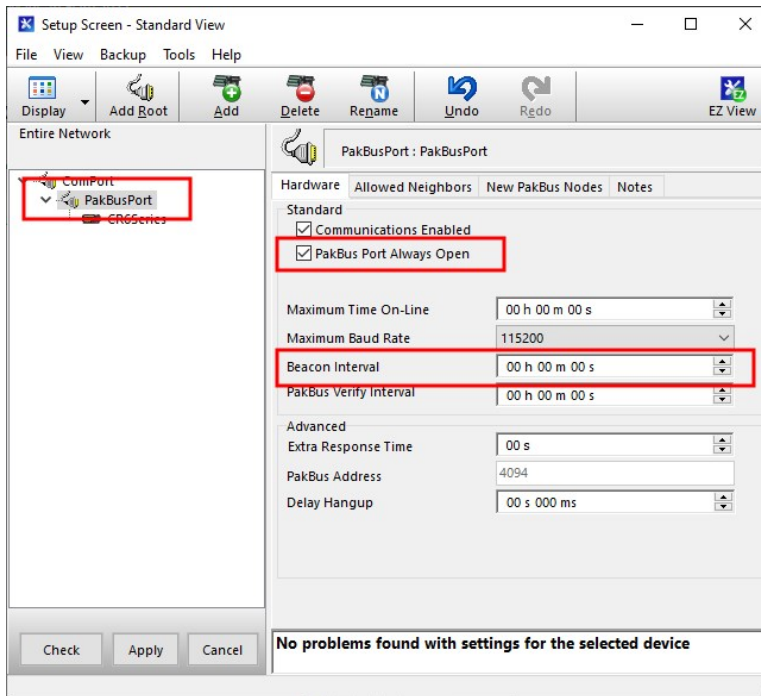 Setup Screen - Standard View
File View Backup Tools Help
Display Add Root Add Delete Rename Undo Redo EZ View
Entire Network
PakBusPort : PakBusPort
ComPort
PakBusPort
CR6Series
Hardware Allowed Neighbors New PakBus Nodes Notes
Standard
Communications Enabled
PakBus Port Always Open
Maximum Time On-Line 00 h 00 m 00 s
Maximum Baud Rate 115200
Beacon Interval 00 h 00 m 00 s
PakBus Verify Interval 00 h 00 m 00 s
Advanced
Extra Response Time 00 s
PakBus Address 4094
Delay Hangup 00 s 000 ms
Check Apply Cancel
No problems found with settings for the selected device